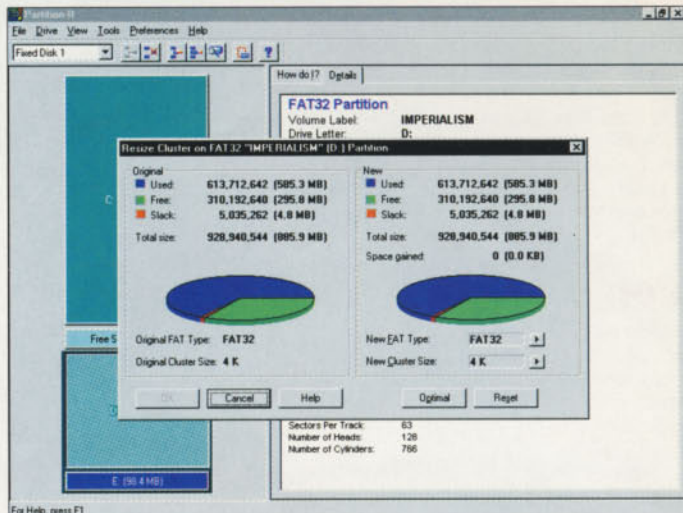 Partition It
File Drive View Tools Preferences Help
Fixed Disk 1
How do I? Details
FAT32 Partition
Volume Label: IMPERIALISM
Drive Letter: D:
Resize Cluster on FAT32 "IMPERIALISM" (D:) Partition
Original
Used: 613,712,642 (585.3 MB)
Free: 310,192,640 (295.8 MB)
Slack: 5,035,262 (4.8 MB)
Total size: 928,940,544 (885.9 MB)
Original FAT Type: FAT32
Original Cluster Size: 4 K
New
Used: 613,712,642 (585.3 MB)
Free: 310,192,640 (295.8 MB)
Slack: 5,035,262 (4.8 MB)
Total size: 928,940,544 (885.9 MB)
Space gained: 0 (0.0 KB)
New FAT Type: FAT32
New Cluster Size: 4 K
OK Cancel Help Optimal Reset
C:
Free S
Sectors Per Track: 63
Number of Heads: 128
Number of Cylinders: 766
E: (98.4 MB)
For Help, press F1